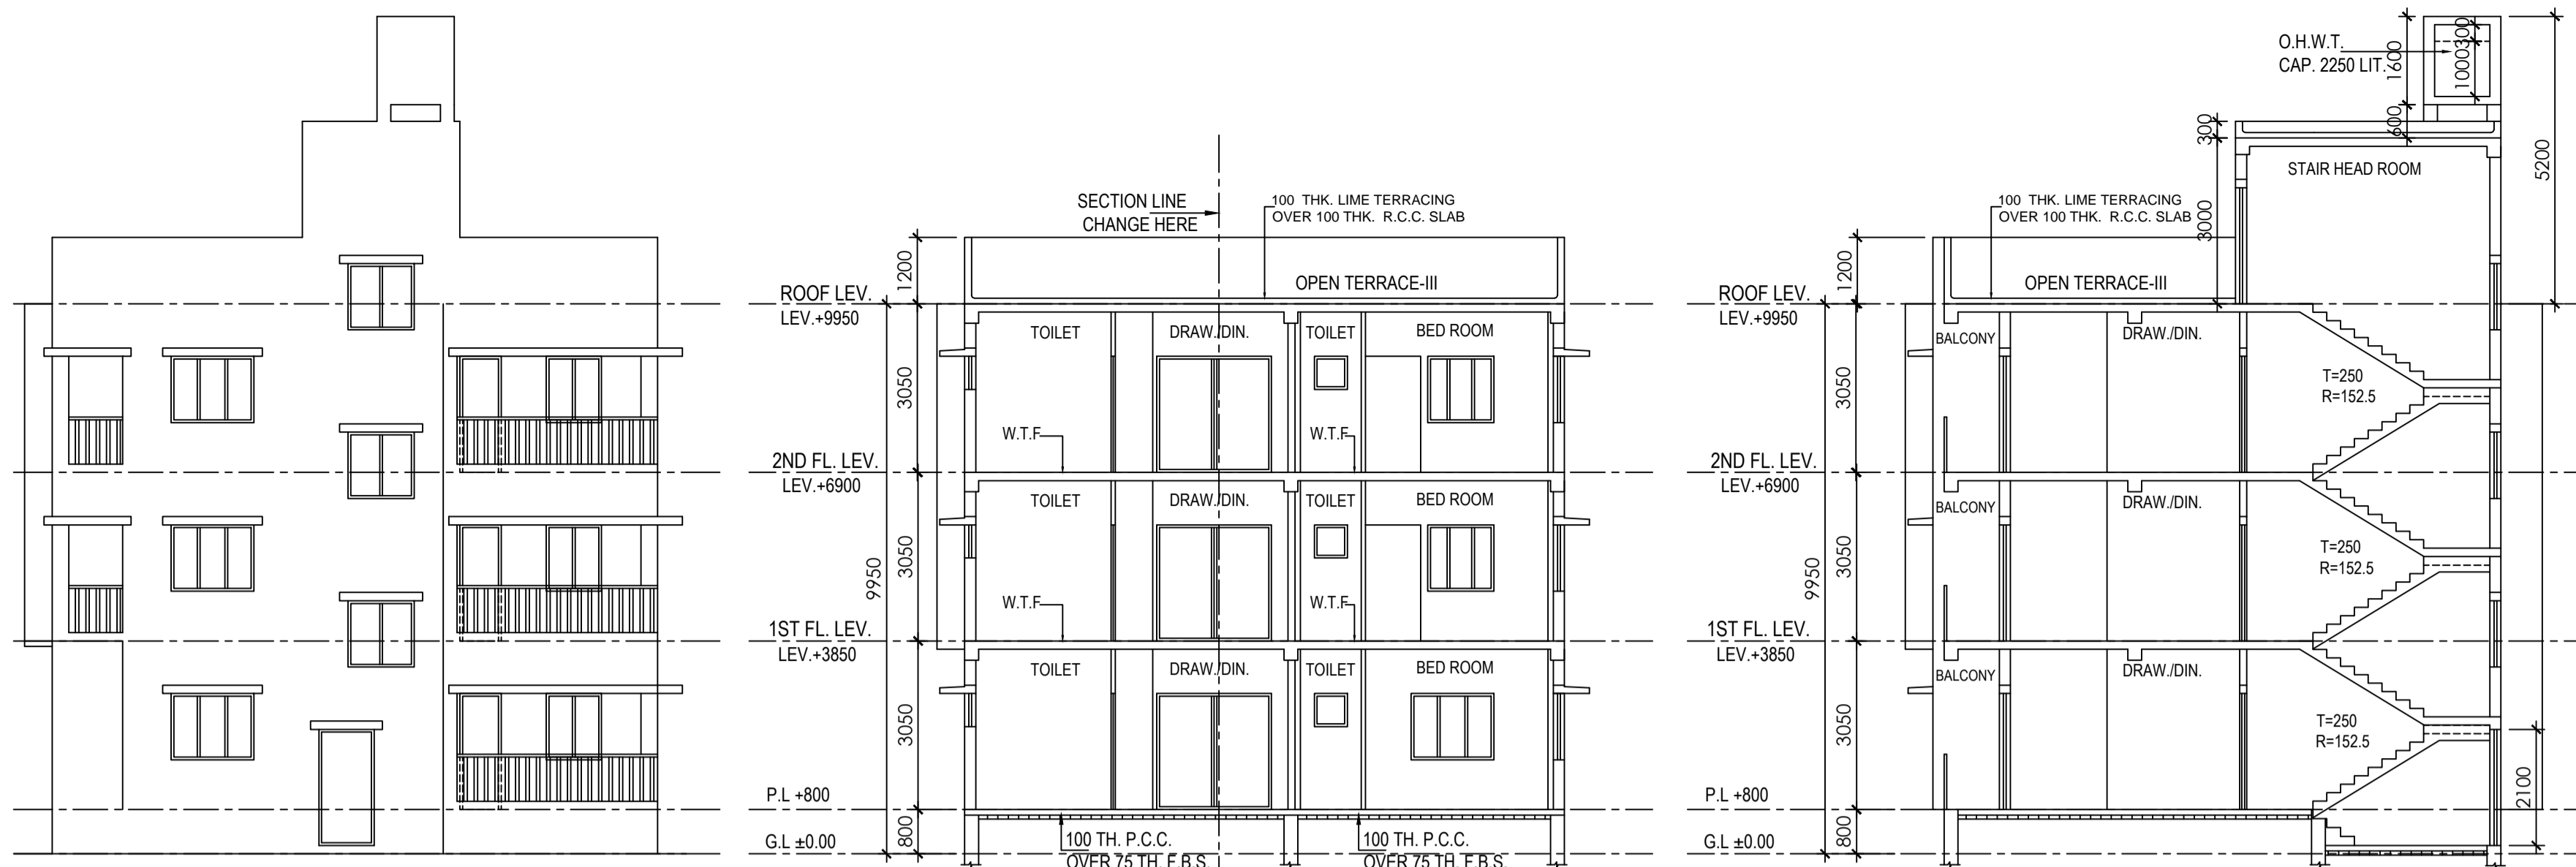 SECTION LINE
CHANGE HERE
100 THK. LIME TERRACING
OVER 100 THK. R.C.C. SLAB
1200
OPEN TERRACE-III
ROOF LEV.
LEV.+9950
TOILET
DRAW./DIN.
TOILET
BED ROOM
3050
W.T.F
W.T.F
2ND FL. LEV.
LEV.+6900
TOILET
DRAW./DIN.
TOILET
BED ROOM
3050
9950
W.T.F
W.T.F
1ST FL. LEV.
LEV.+3850
TOILET
DRAW./DIN.
TOILET
BED ROOM
3050
P.L +800
G.L ±0.00
800
100 TH. P.C.C.
OVER 75 TH. F.B.S.
100 TH. P.C.C.
OVER 75 TH. F.B.S.
O.H.W.T.
CAP. 2250 LIT.
1600
300
1000
600
300
5200
STAIR HEAD ROOM
3000
100 THK. LIME TERRACING
OVER 100 THK. R.C.C. SLAB
1200
OPEN TERRACE-III
ROOF LEV.
LEV.+9950
BALCONY
DRAW./DIN.
3050
T=250
R=152.5
2ND FL. LEV.
LEV.+6900
BALCONY
DRAW./DIN.
3050
9950
T=250
R=152.5
1ST FL. LEV.
LEV.+3850
BALCONY
DRAW./DIN.
3050
T=250
R=152.5
2100
P.L +800
G.L ±0.00
800